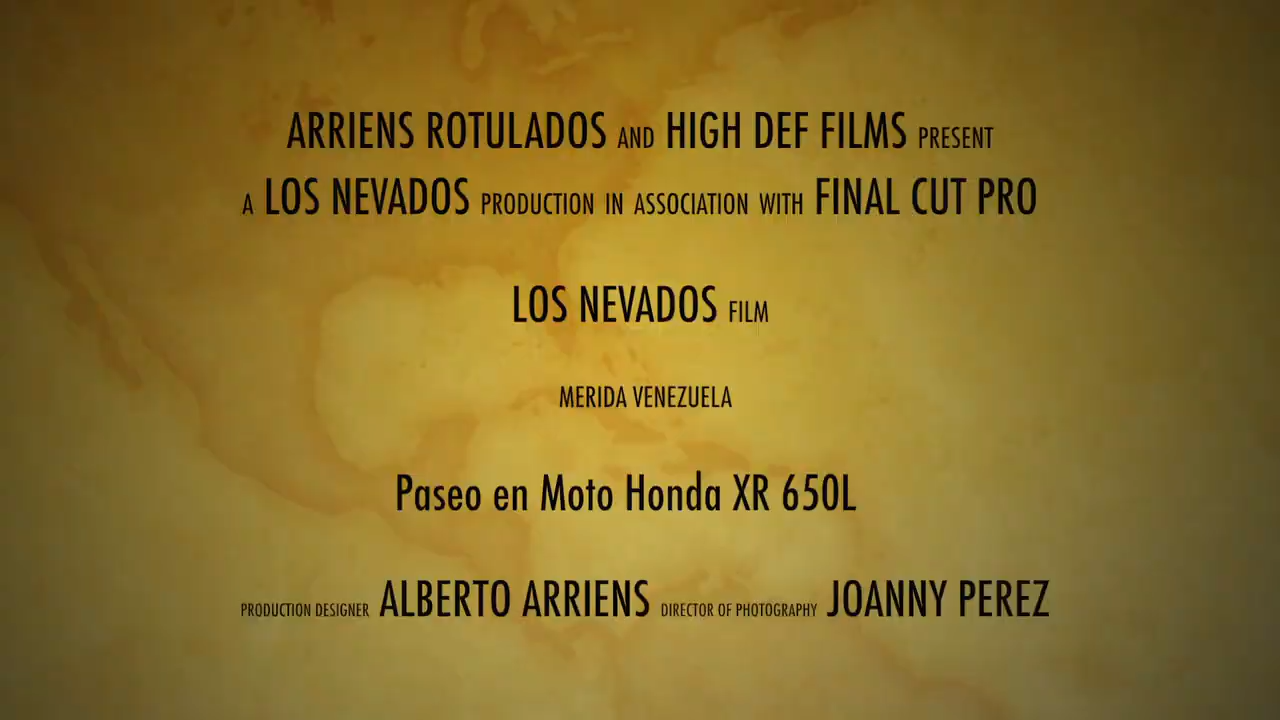 ARRIENS ROTULADOS AND HIGH DEF FILMS PRESENT
A LOS NEVADOS PRODUCTION IN ASSOCIATION WITH FINAL CUT PRO
LOS NEVADOS FILM
MERIDA VENEZUELA
Paseo en Moto Honda XR 650L
PRODUCTION DESIGNER ALBERTO ARRIENS DIRECTOR OF PHOTOGRAPHY JOANNY PEREZ